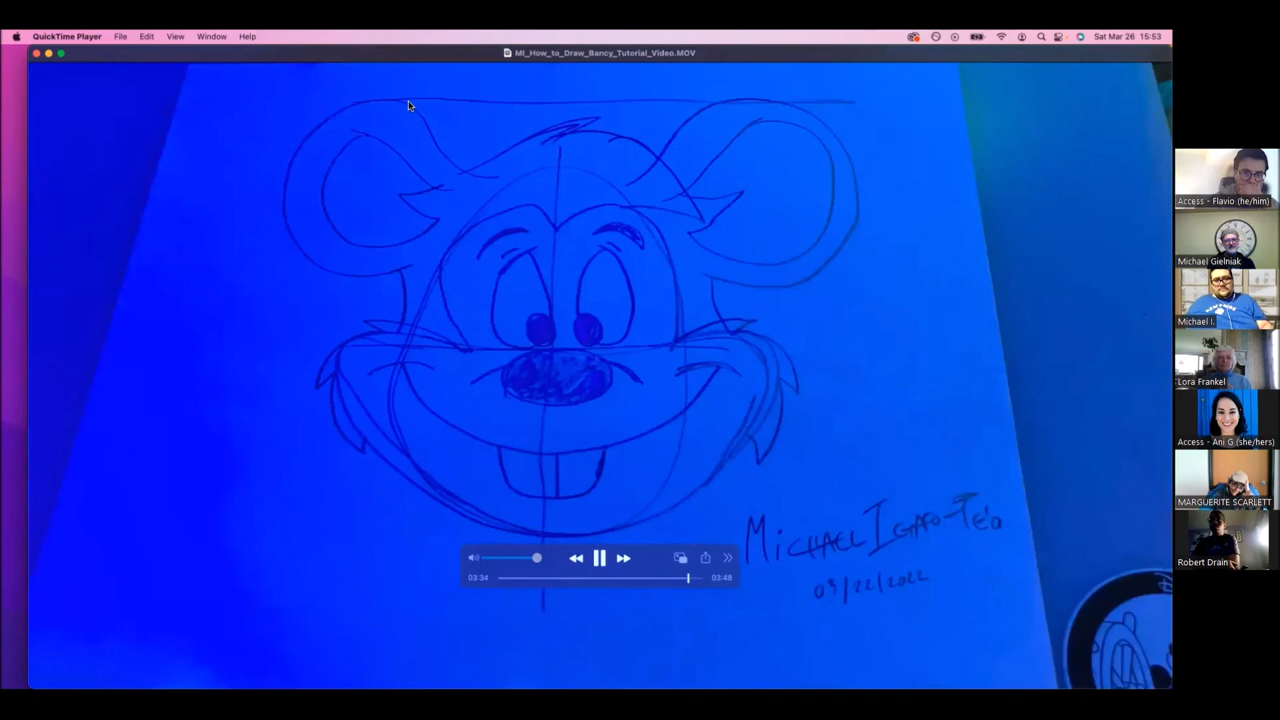 QuickTime Player File Edit View Window Help Sat Mar 26 15:53
MI_How_to_Draw_Bancy_Tutorial_Video.MOV
Access - Flavio (he/him)
Michael Gielniak
Michael I.
Lora Frankel
Access - Ani G (she/hers)
MARGUERITE SCARLETT
Robert Drain
MICHAEL IGAFO-TE'O
03/22/2022
03:34 03:48